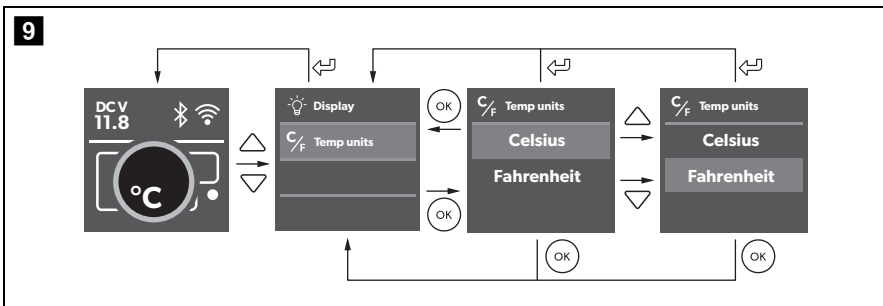 9
DC V
11.8
°C
Display
C/F Temp units
OK
OK
C/F Temp units
Celsius
Fahrenheit
OK
C/F Temp units
Celsius
Fahrenheit
OK